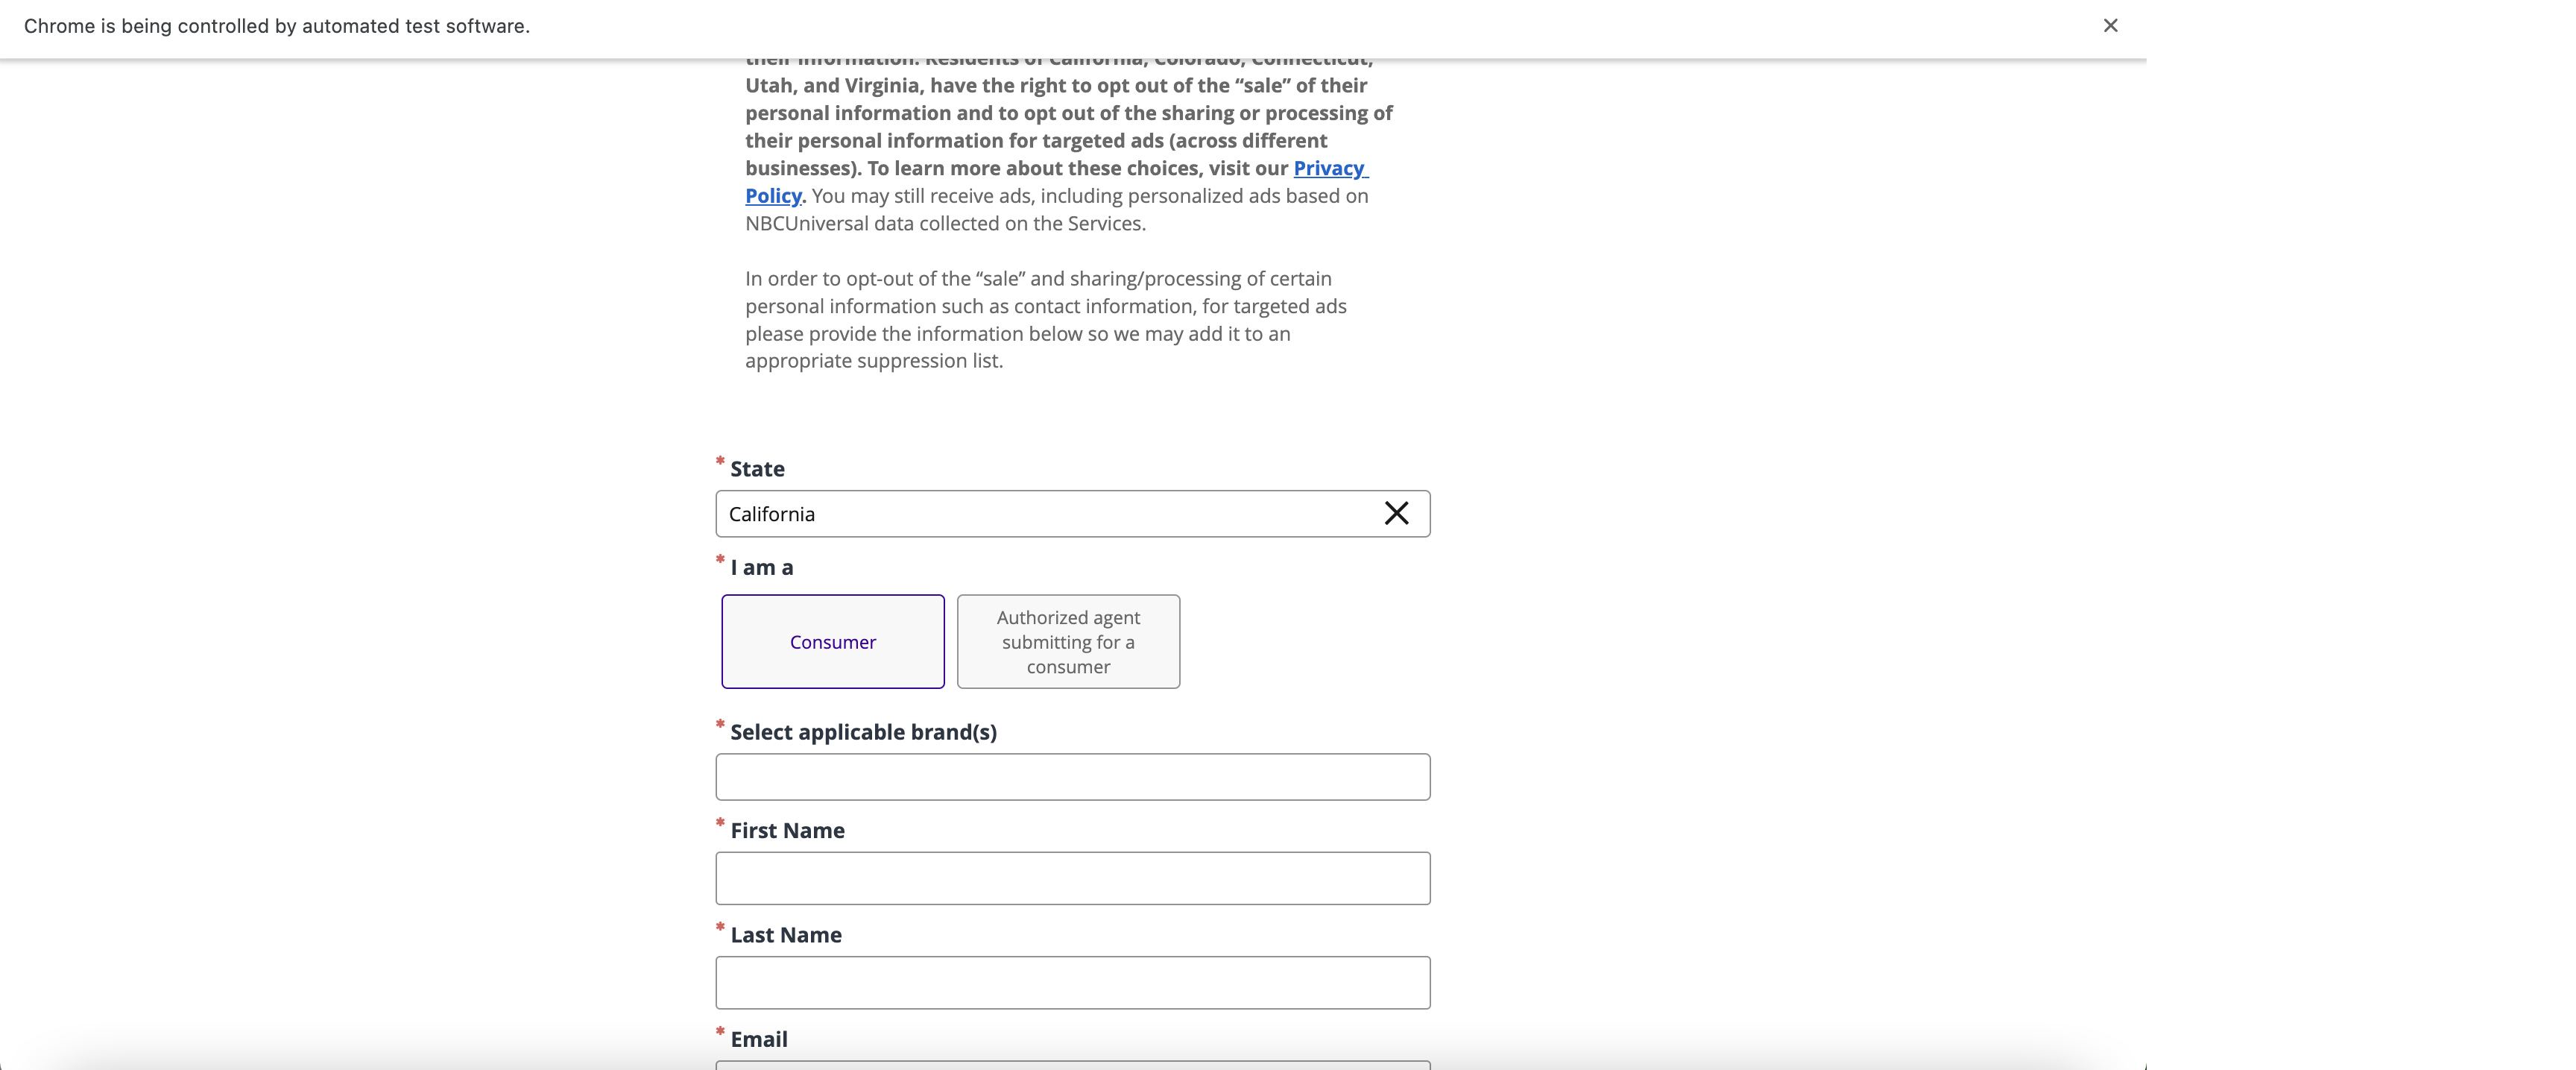 Chrome is being controlled by automated test software.
their information. Residents of California, Colorado, Connecticut,
Utah, and Virginia, have the right to opt out of the “sale” of their
personal information and to opt out of the sharing or processing of
their personal information for targeted ads (across different
businesses). To learn more about these choices, visit our Privacy
Policy. You may still receive ads, including personalized ads based on
NBCUniversal data collected on the Services.
In order to opt-out of the “sale” and sharing/processing of certain
personal information such as contact information, for targeted ads
please provide the information below so we may add it to an
appropriate suppression list.
* State
California
* I am a
Consumer
Authorized agent
submitting for a
consumer
* Select applicable brand(s)
* First Name
* Last Name
* Email